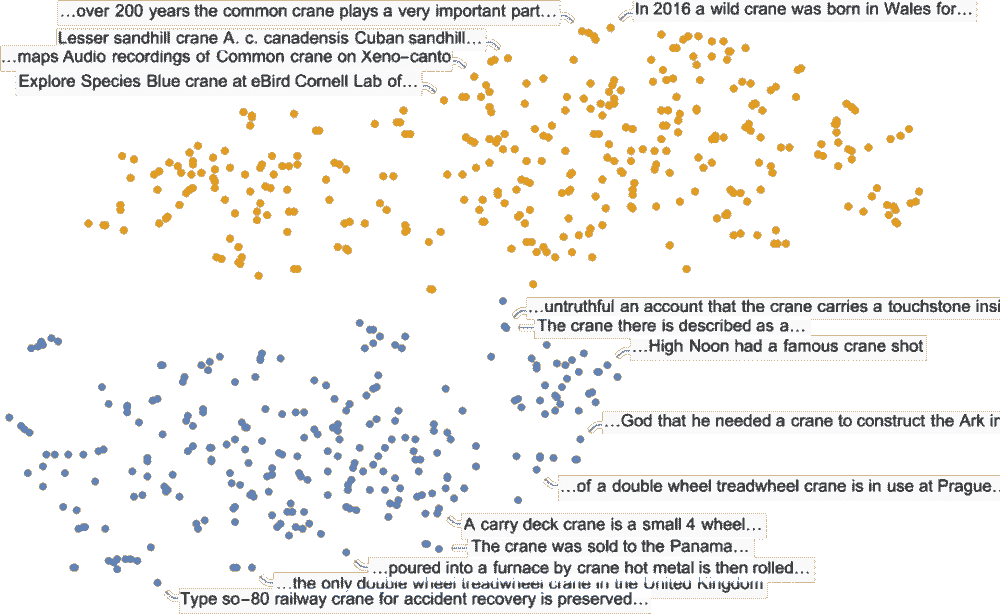 …over 200 years the common crane plays a very important part…
In 2016 a wild crane was born in Wales for…
Lesser sandhill crane A. c. canadensis Cuban sandhill…
…maps Audio recordings of Common crane on Xeno-canto
Explore Species Blue crane at eBird Cornell Lab of…
…untruthful an account that the crane carries a touchstone insi
The crane there is described as a…
…High Noon had a famous crane shot
…God that he needed a crane to construct the Ark in
…of a double wheel treadwheel crane is in use at Prague…
A carry deck crane is a small 4 wheel…
The crane was sold to the Panama…
…poured into a furnace by crane hot metal is then rolled…
…the only double wheel treadwheel crane in the United Kingdom
Type so-80 railway crane for accident recovery is preserved…